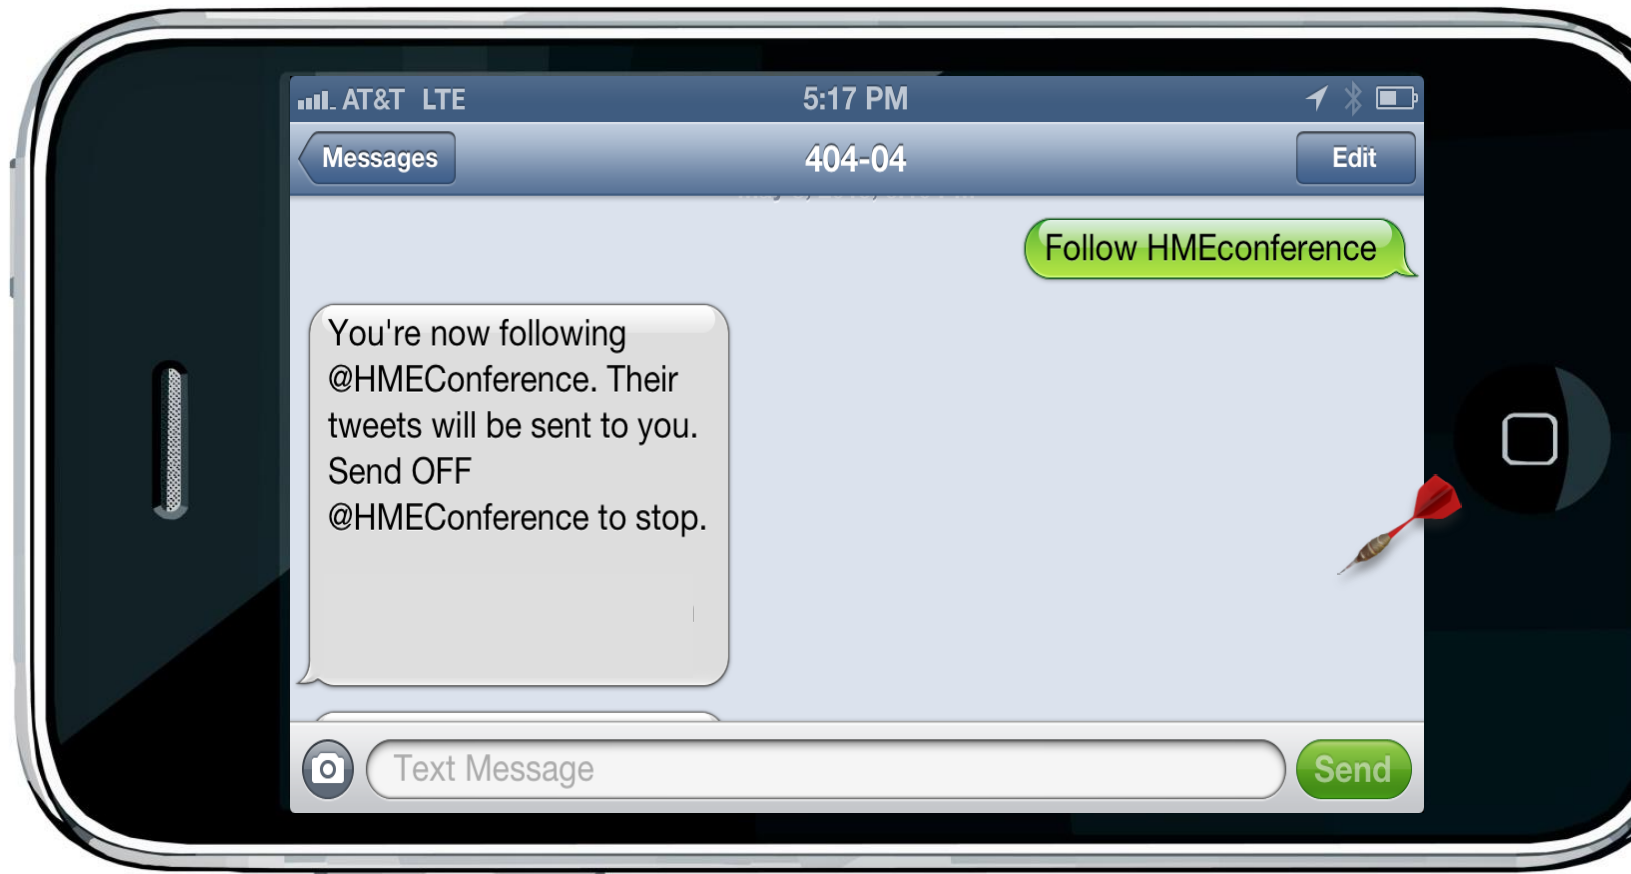 AT&T LTE 5:17 PM
Messages 404-04 Edit
Follow HMEconference
You're now following
@HMEConference. Their
tweets will be sent to you.
Send OFF
@HMEConference to stop.
Text Message Send